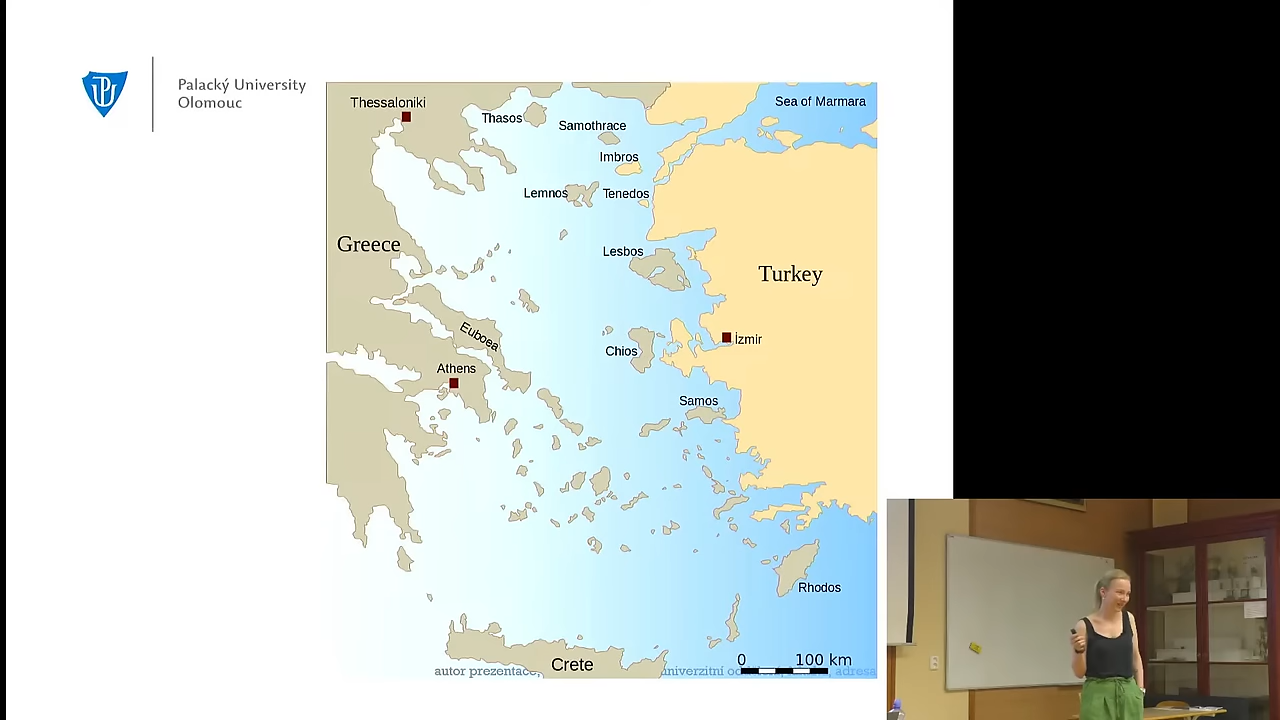 Palacký University
Olomouc
Thessaloniki
Thasos
Samothrace
Sea of Marmara
Imbros
Lemnos
Tenedos
Greece
Lesbos
Turkey
Euboea
Chios
İzmir
Athens
Samos
Rhodos
Crete
0 100 km
autor prezentace,
univerzitní
adresa